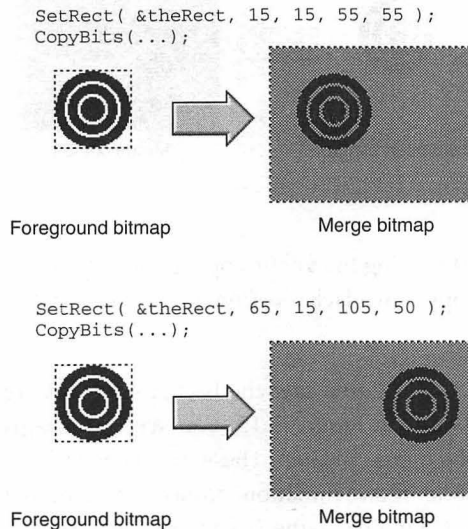 SetRect( &theRect, 15, 15, 55, 55 );
CopyBits(...);
Foreground bitmap
Merge bitmap
SetRect( &theRect, 65, 15, 105, 50 );
CopyBits(...);
Foreground bitmap
Merge bitmap